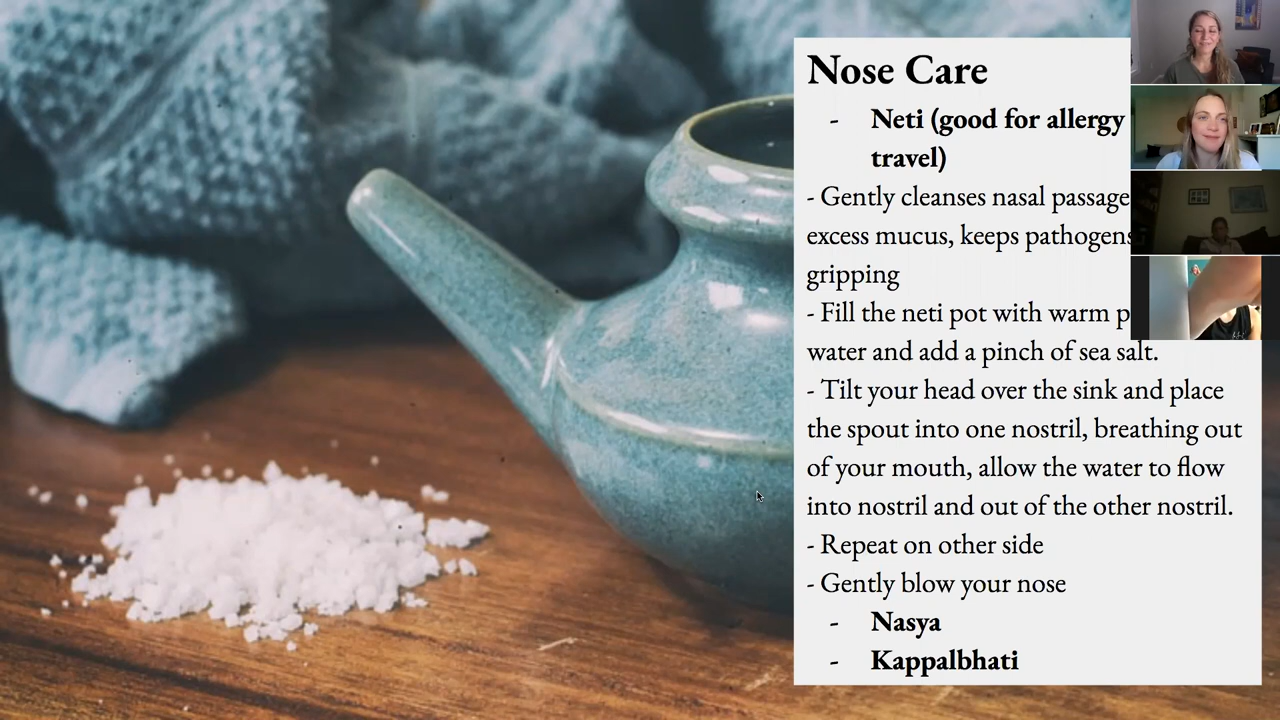 Nose Care
- Neti (good for allergy
travel)
- Gently cleanses nasal passage
excess mucus, keeps pathogens
gripping
- Fill the neti pot with warm
water and add a pinch of sea salt.
- Tilt your head over the sink and place
the spout into one nostril, breathing out
of your mouth, allow the water to flow
into nostril and out of the other nostril.
- Repeat on other side
- Gently blow your nose
- Nasya
- Kappalbhati